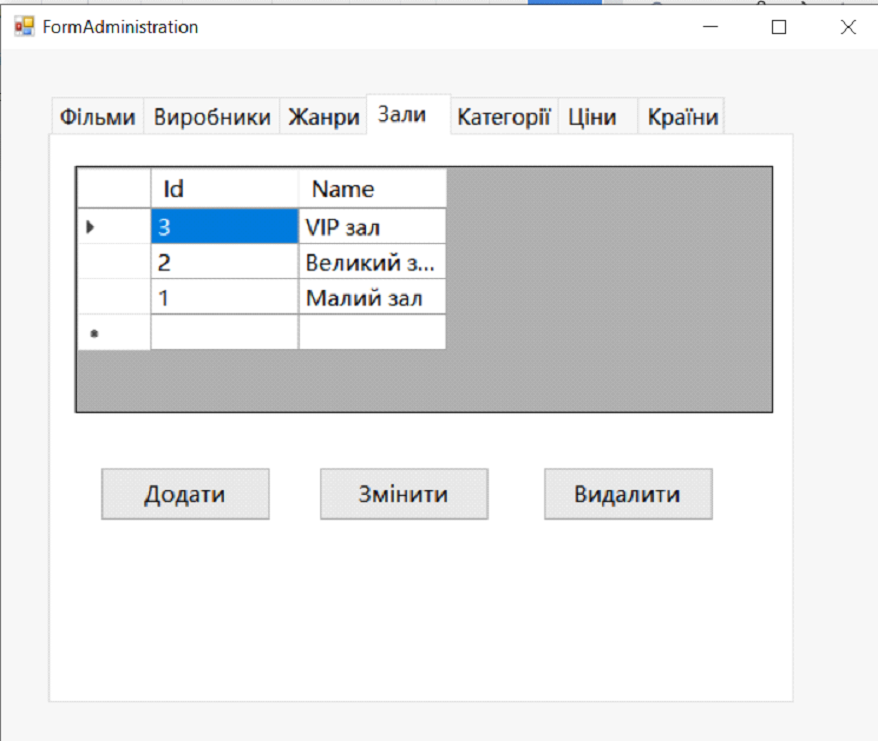 FormAdministration
Фільми Виробники Жанри Зали Категорії Ціни Країни
Id Name
3 VIP зал
2 Великий з...
1 Малий зал
Додати Змінити Видалити